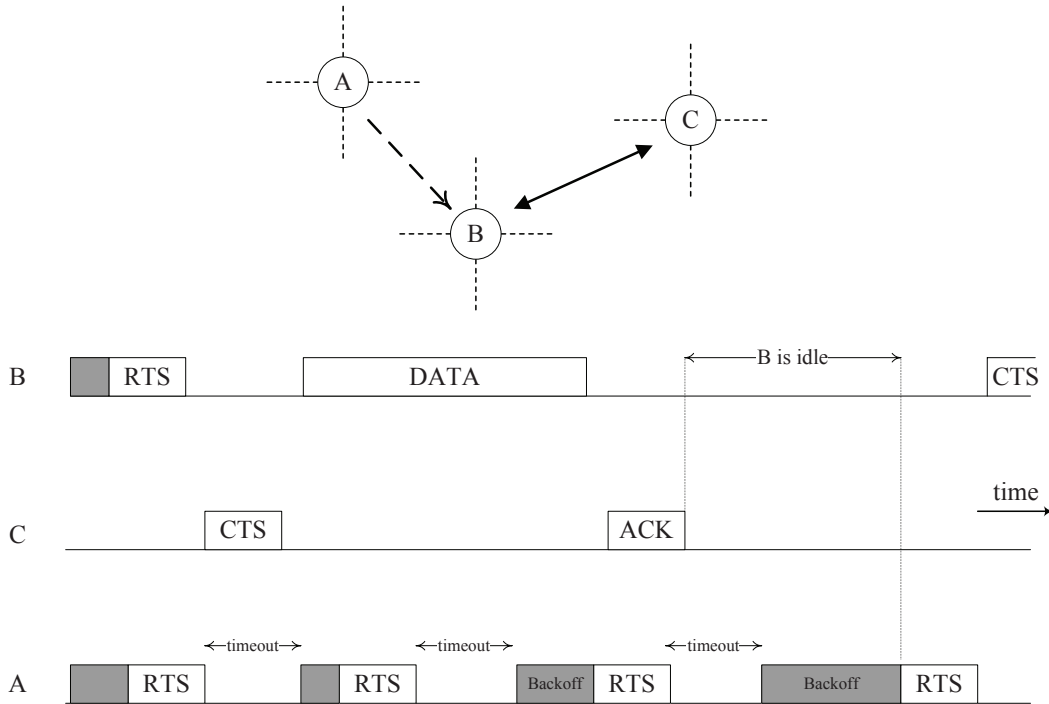 A
C
B
B RTS DATA B is idle CTS
time
C CTS ACK
timeout timeout timeout
A RTS RTS Backoff RTS Backoff RTS